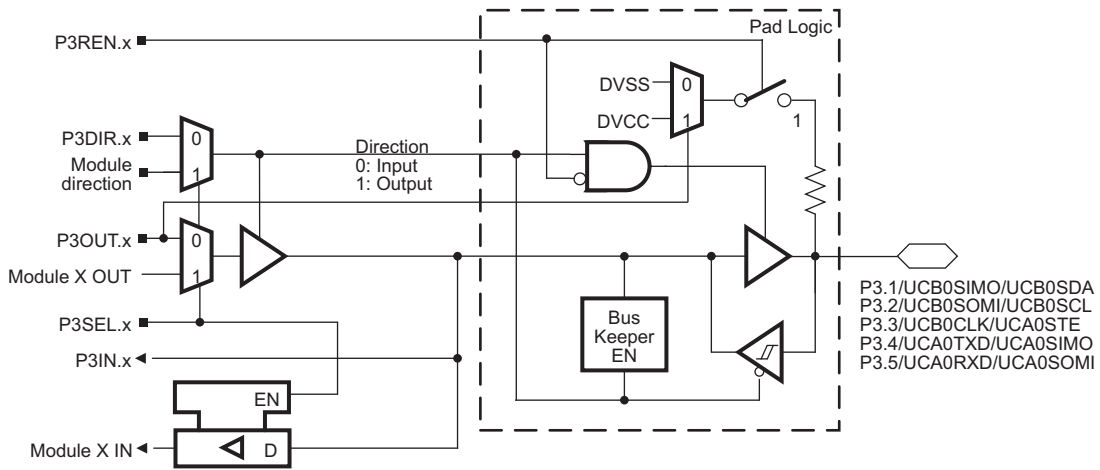 Pad Logic
P3REN.x
DVSS
0
DVCC
1
1
P3DIR.x
0
Module
direction
1
Direction
0: Input
1: Output
P3OUT.x
0
Module X OUT
1
P3SEL.x
P3IN.x
Bus
Keeper
EN
P3.1/UCB0SIMO/UCB0SDA
P3.2/UCB0SOMI/UCB0SCL
P3.3/UCB0CLK/UCA0STE
P3.4/UCA0TXD/UCA0SIMO
P3.5/UCA0RXD/UCA0SOMI
EN
Module X IN
D